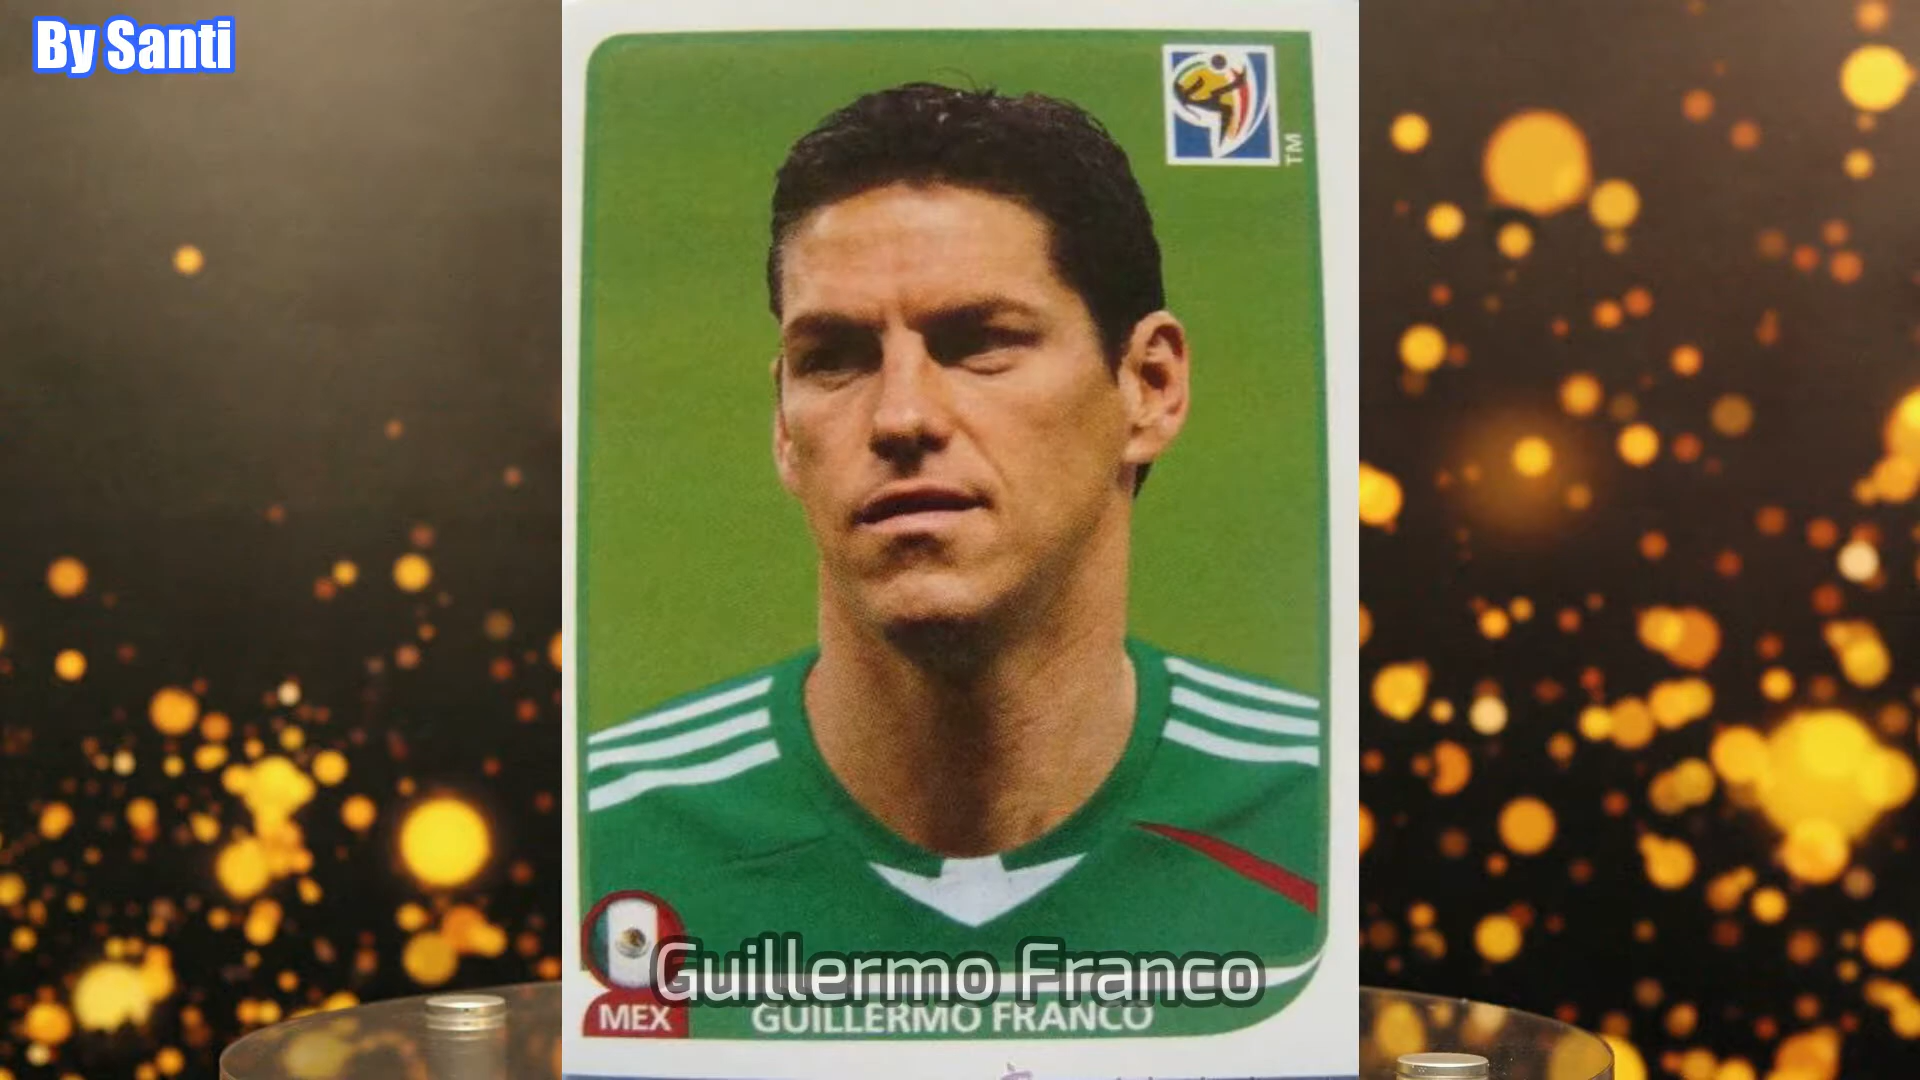 By Santi
TM
Guillermo Franco
MEX
GUILLERMO FRANCO